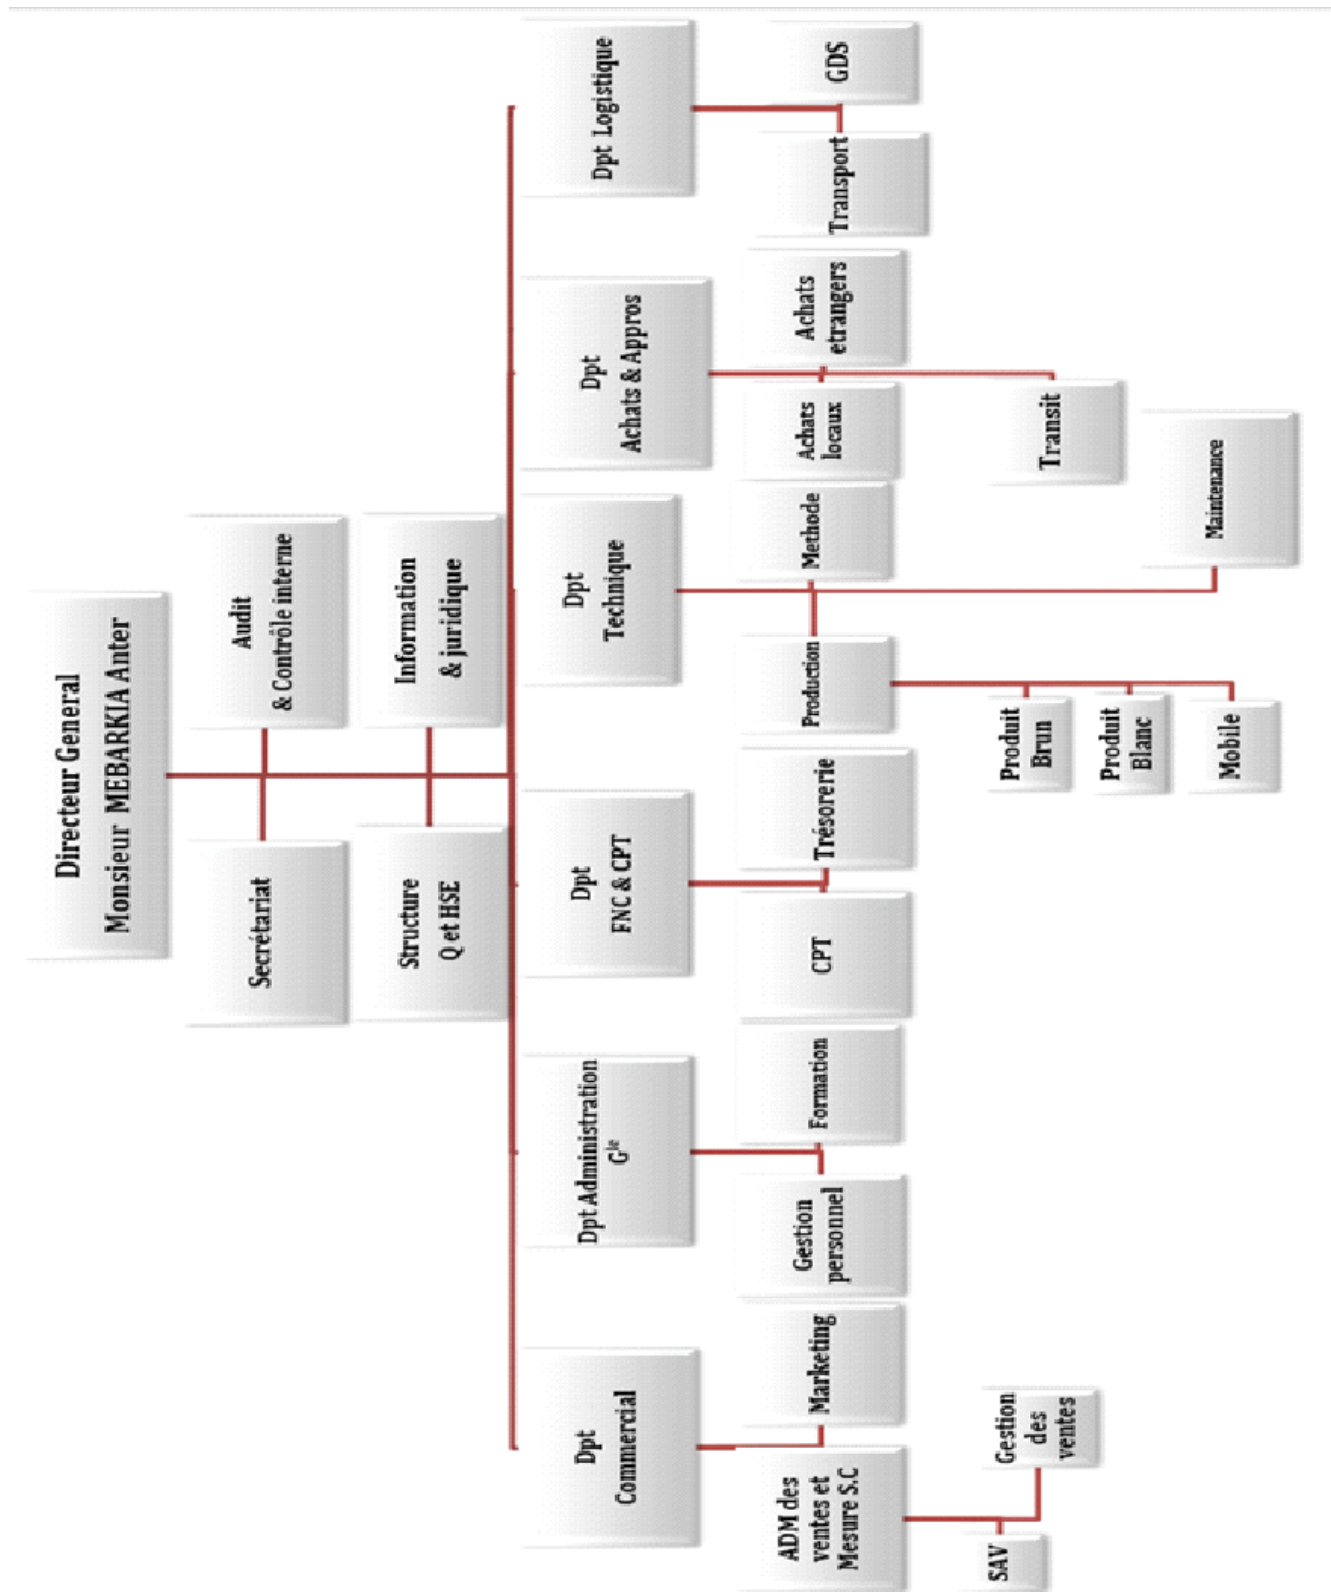 Directeur General
Monsieur MEBARKIA Anter
Secrétariat
Audit
& Contrôle interne
Structure
Q et HSE
Information
& juridique
Dpt
Commercial
Dpt Administration
Gle
Dpt
FNC & CPT
Dpt
Technique
Dpt
Achats & Appros
Dpt Logistique
ADM des
ventes et
Mesure S.C
Marketing
Gestion
personnel
Formation
CPT
Trésorerie
Production
Methode
Achats
locaux
Achats
etrangers
Transport
GDS
SAV
Gestion
des
ventes
Produit
Brun
Produit
Blanc
Mobile
Transit
Maintenance